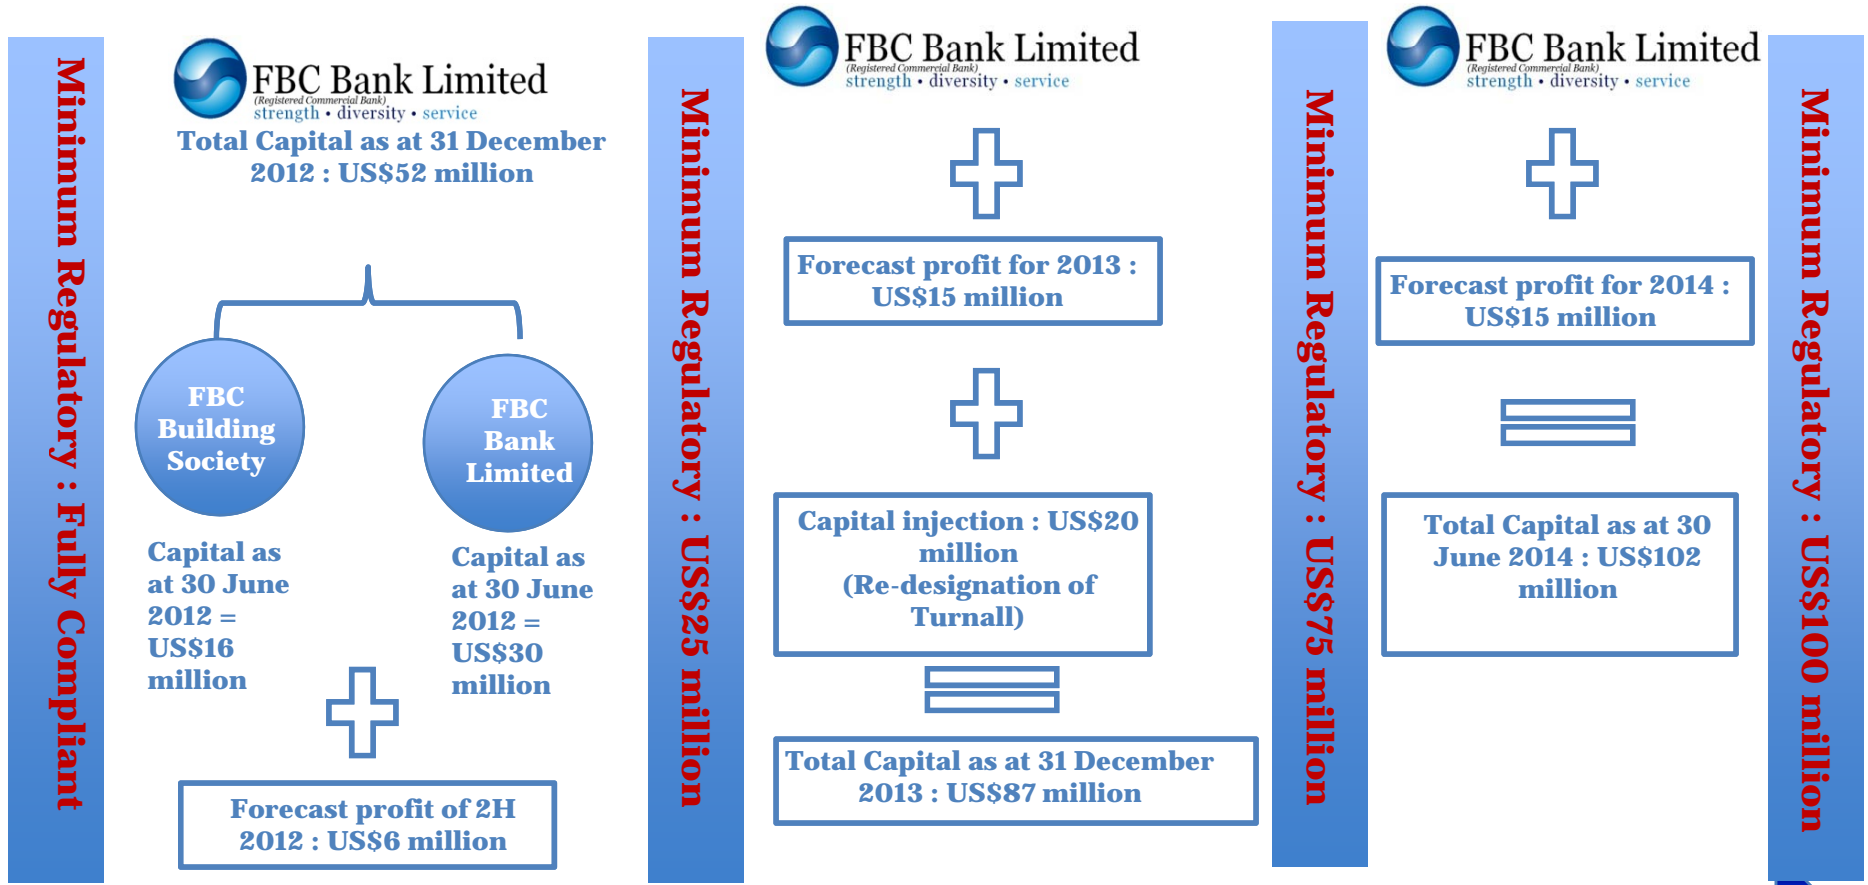 Minimum Regulatory : Fully Compliant
FBC Bank Limited
(Registered Commercial Bank)
strength • diversity • service
Total Capital as at 31 December
2012 : US$52 million
FBC
Building
Society
FBC
Bank
Limited
Capital as
at 30 June
2012 =
US$16
million
Capital as
at 30 June
2012 =
US$30
million
Forecast profit of 2H
2012 : US$6 million
Minimum Regulatory : US$25 million
FBC Bank Limited
(Registered Commercial Bank)
strength • diversity • service
Forecast profit for 2013 :
US$15 million
Capital injection : US$20
million
(Re-designation of
Turnall)
Total Capital as at 31 December
2013 : US$87 million
Minimum Regulatory : US$75 million
FBC Bank Limited
(Registered Commercial Bank)
strength • diversity • service
Forecast profit for 2014 :
US$15 million
Total Capital as at 30
June 2014 : US$102
million
Minimum Regulatory : US$100 million